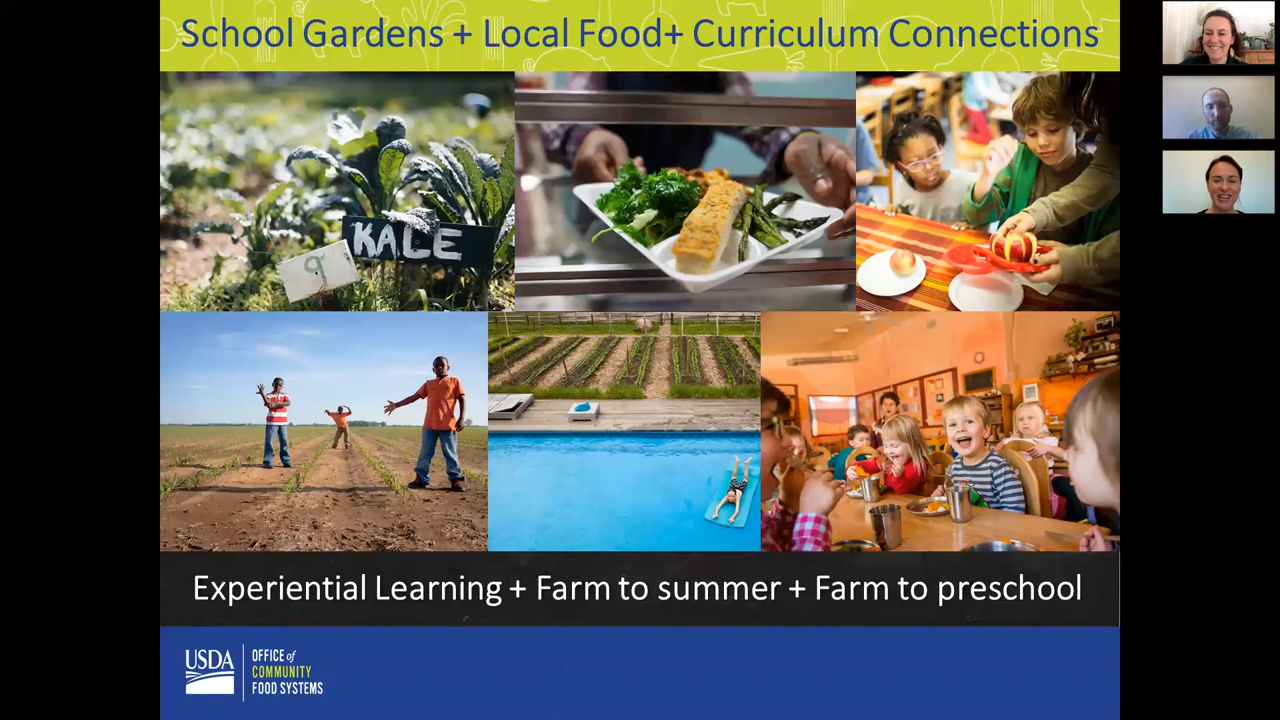 School Gardens + Local Food+ Curriculum Connections
KALE
9
Experiential Learning + Farm to summer + Farm to preschool
USDA
OFFICE of
COMMUNITY
FOOD SYSTEMS